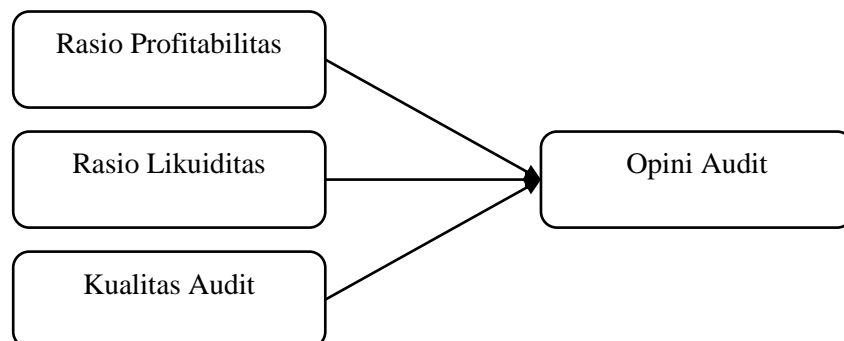 Rasio Profitabilitas
Rasio Likuiditas
Opini Audit
Kualitas Audit